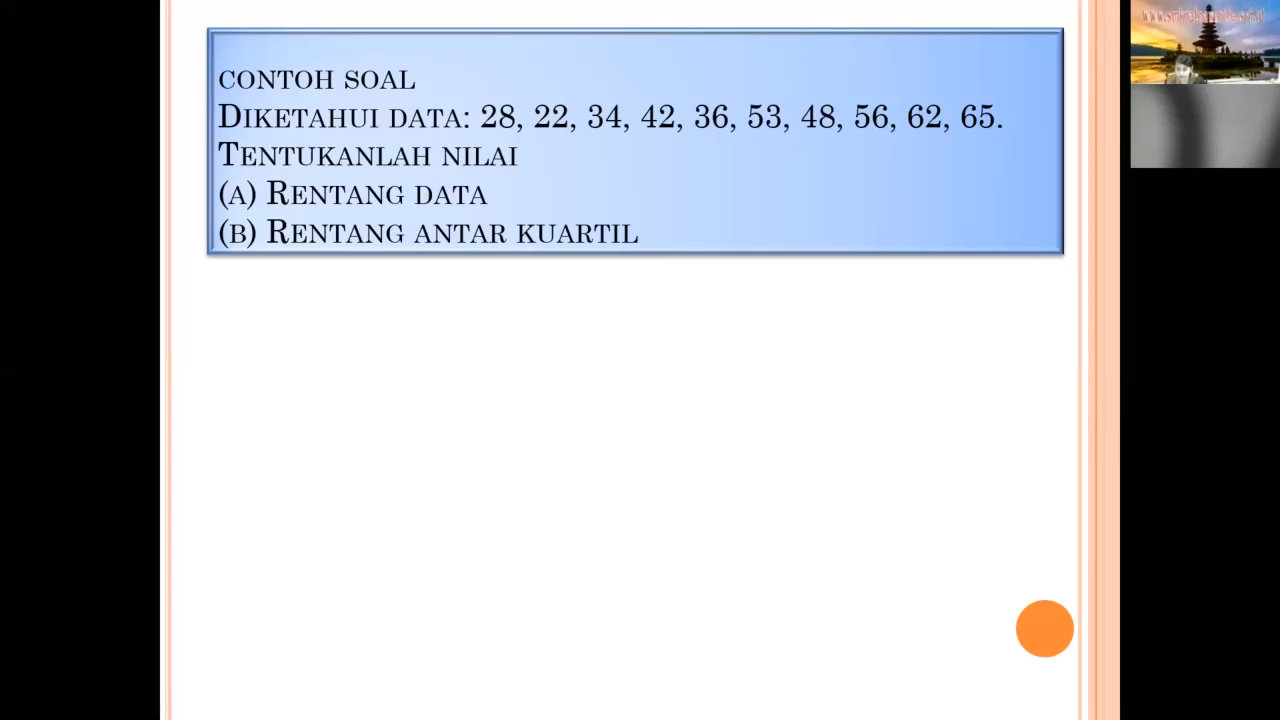 CONTOH SOAL
DIKETAHUI DATA: 28, 22, 34, 42, 36, 53, 48, 56, 62, 65.
TENTUKANLAH NILAI
(A) RENTANG DATA
(B) RENTANG ANTAR KUARTIL